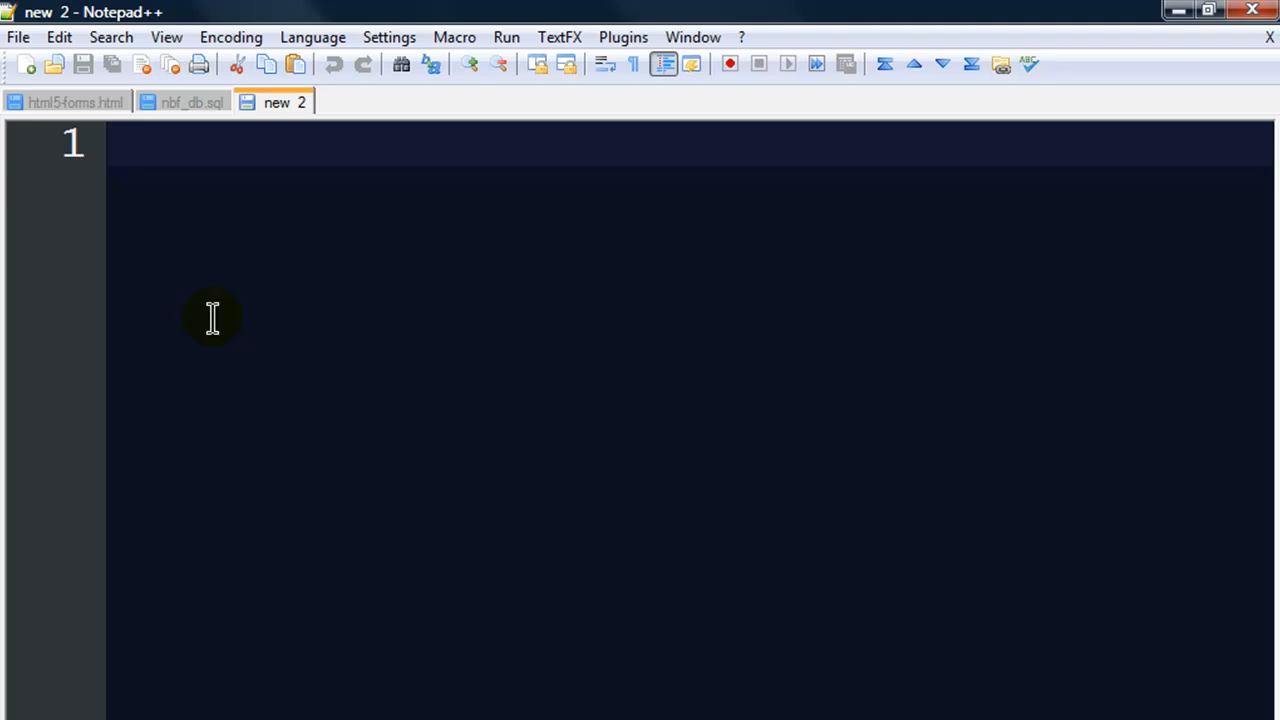 new 2 - Notepad++
File Edit Search View Encoding Language Settings Macro Run TextFX Plugins Window ? X
ABC
html5-forms.html nbf_db.sql new 2
1